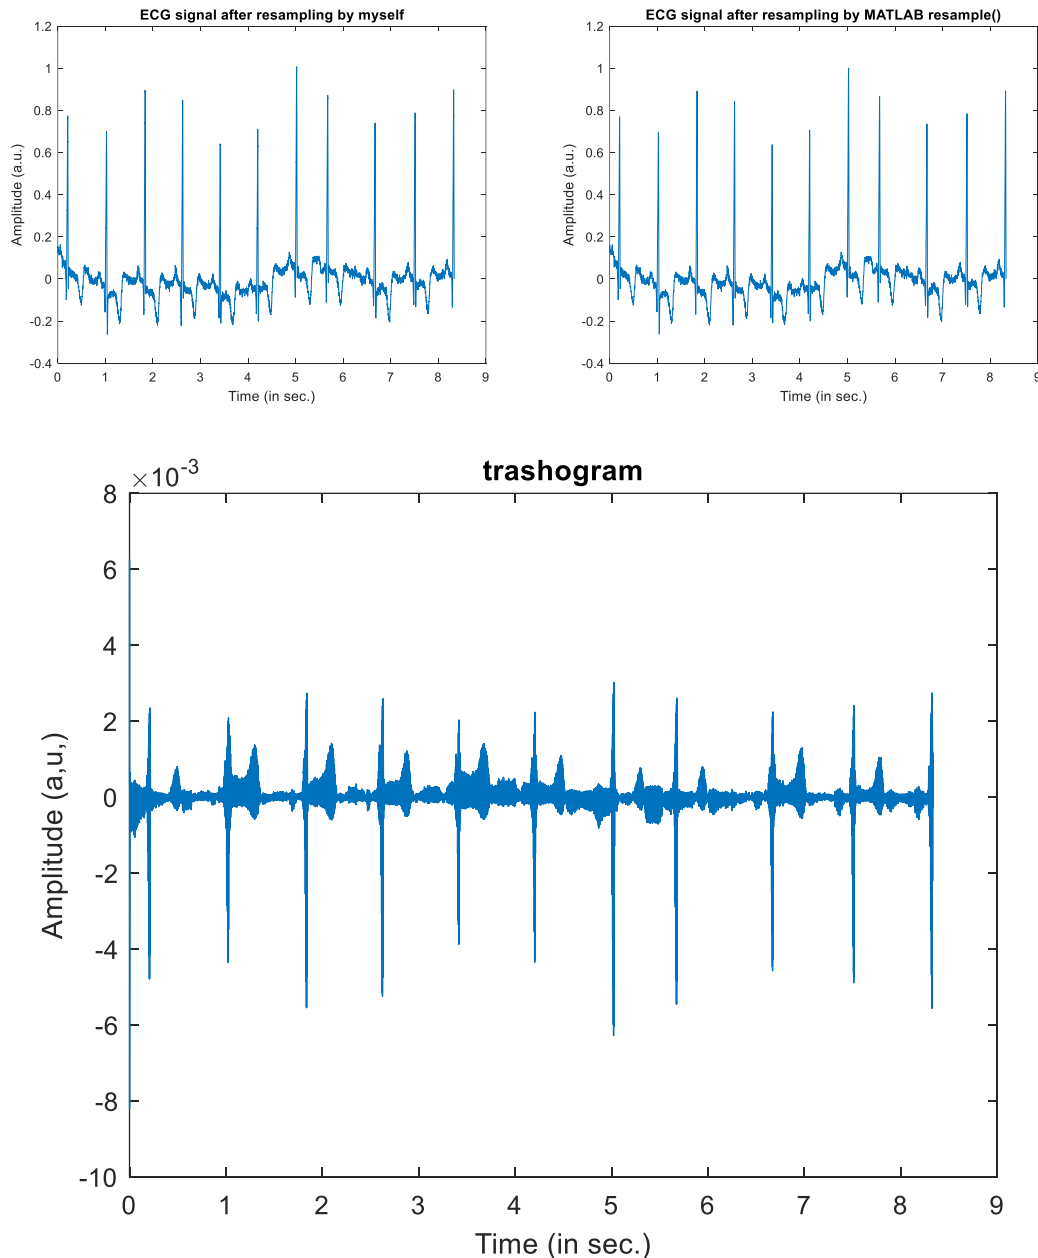 ECG signal after resampling by myself
1.2
1
0.8
0.6
0.4
0.2
0
-0.2
-0.4
Amplitude (a.u.)
0 1 2 3 4 5 6 7 8 9
Time (in sec.)
ECG signal after resampling by MATLAB resample()
1.2
1
0.8
0.6
0.4
0.2
0
-0.2
-0.4
Amplitude (a.u.)
0 1 2 3 4 5 6 7 8 9
Time (in sec.)
trashogram
×10-3
8
6
4
2
0
-2
-4
-6
-8
-10
Amplitude (a,u,)
0 1 2 3 4 5 6 7 8 9
Time (in sec.)